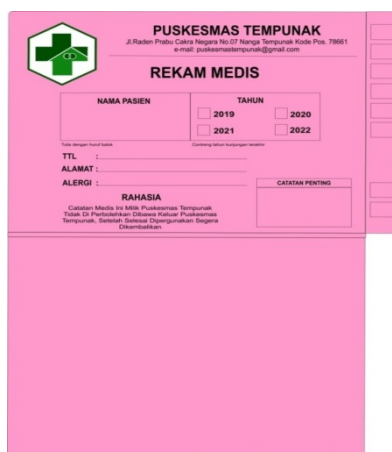 PUSKESMAS TEMPUNAK
Jl.Raden Prabu Cakra Negara No.07 Nanga Tempunak Kode Pos. 78661
e-mail: puskesmastempunak@gmail.com
REKAM MEDIS
NAMA PASIEN
TAHUN
2019 2020
2021 2022
Tulis dengan huruf balok
Contreng tahun kunjungan terakhir
TTL :
ALAMAT :
ALERGI :
CATATAN PENTING
RAHASIA
Catatan Medis Ini Milik Puskesmas Tempunak
Tidak Di Perbolehkan Dibawa Keluar Puskesmas
Tempunak, Setelah Selesai Dipergunakan Segera
Dikembalikan